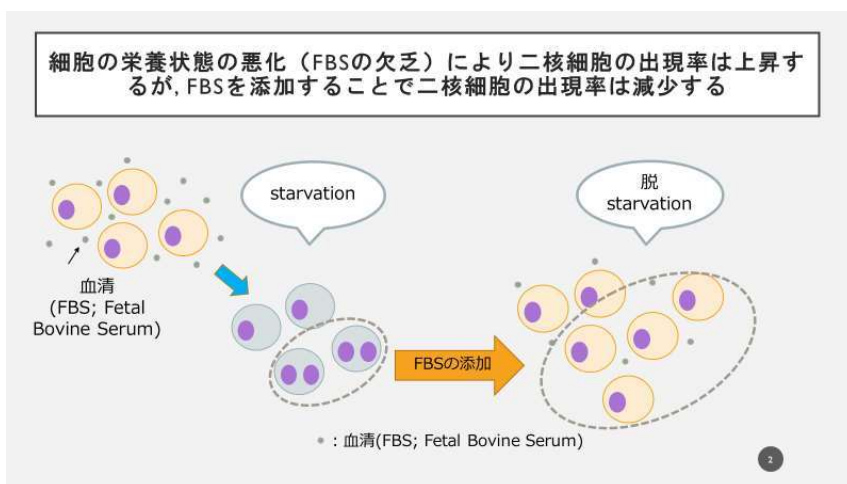 細胞の栄養状態の悪化（FBSの欠乏）により二核細胞の出現率は上昇す
るが, FBSを添加することで二核細胞の出現率は減少する
starvation
脱
starvation
血清
(FBS; Fetal
Bovine Serum)
FBSの添加
：血清(FBS; Fetal Bovine Serum)
2